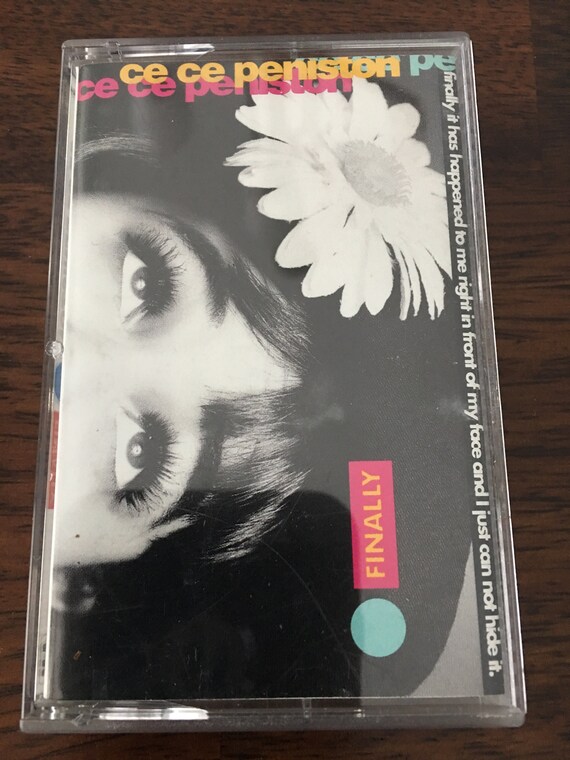 ce ce peniston pe
ce ce peniston
finally it has happened to me right in front of my face and I just can not hide it.
FINALLY